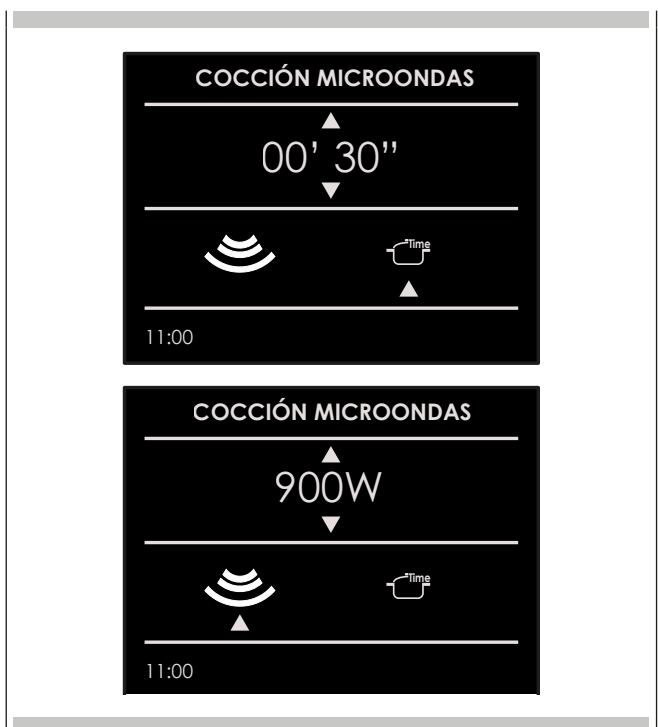 COCCIÓN MICROONDAS
00’ 30”
Time
11:00
COCCIÓN MICROONDAS
900W
Time
11:00